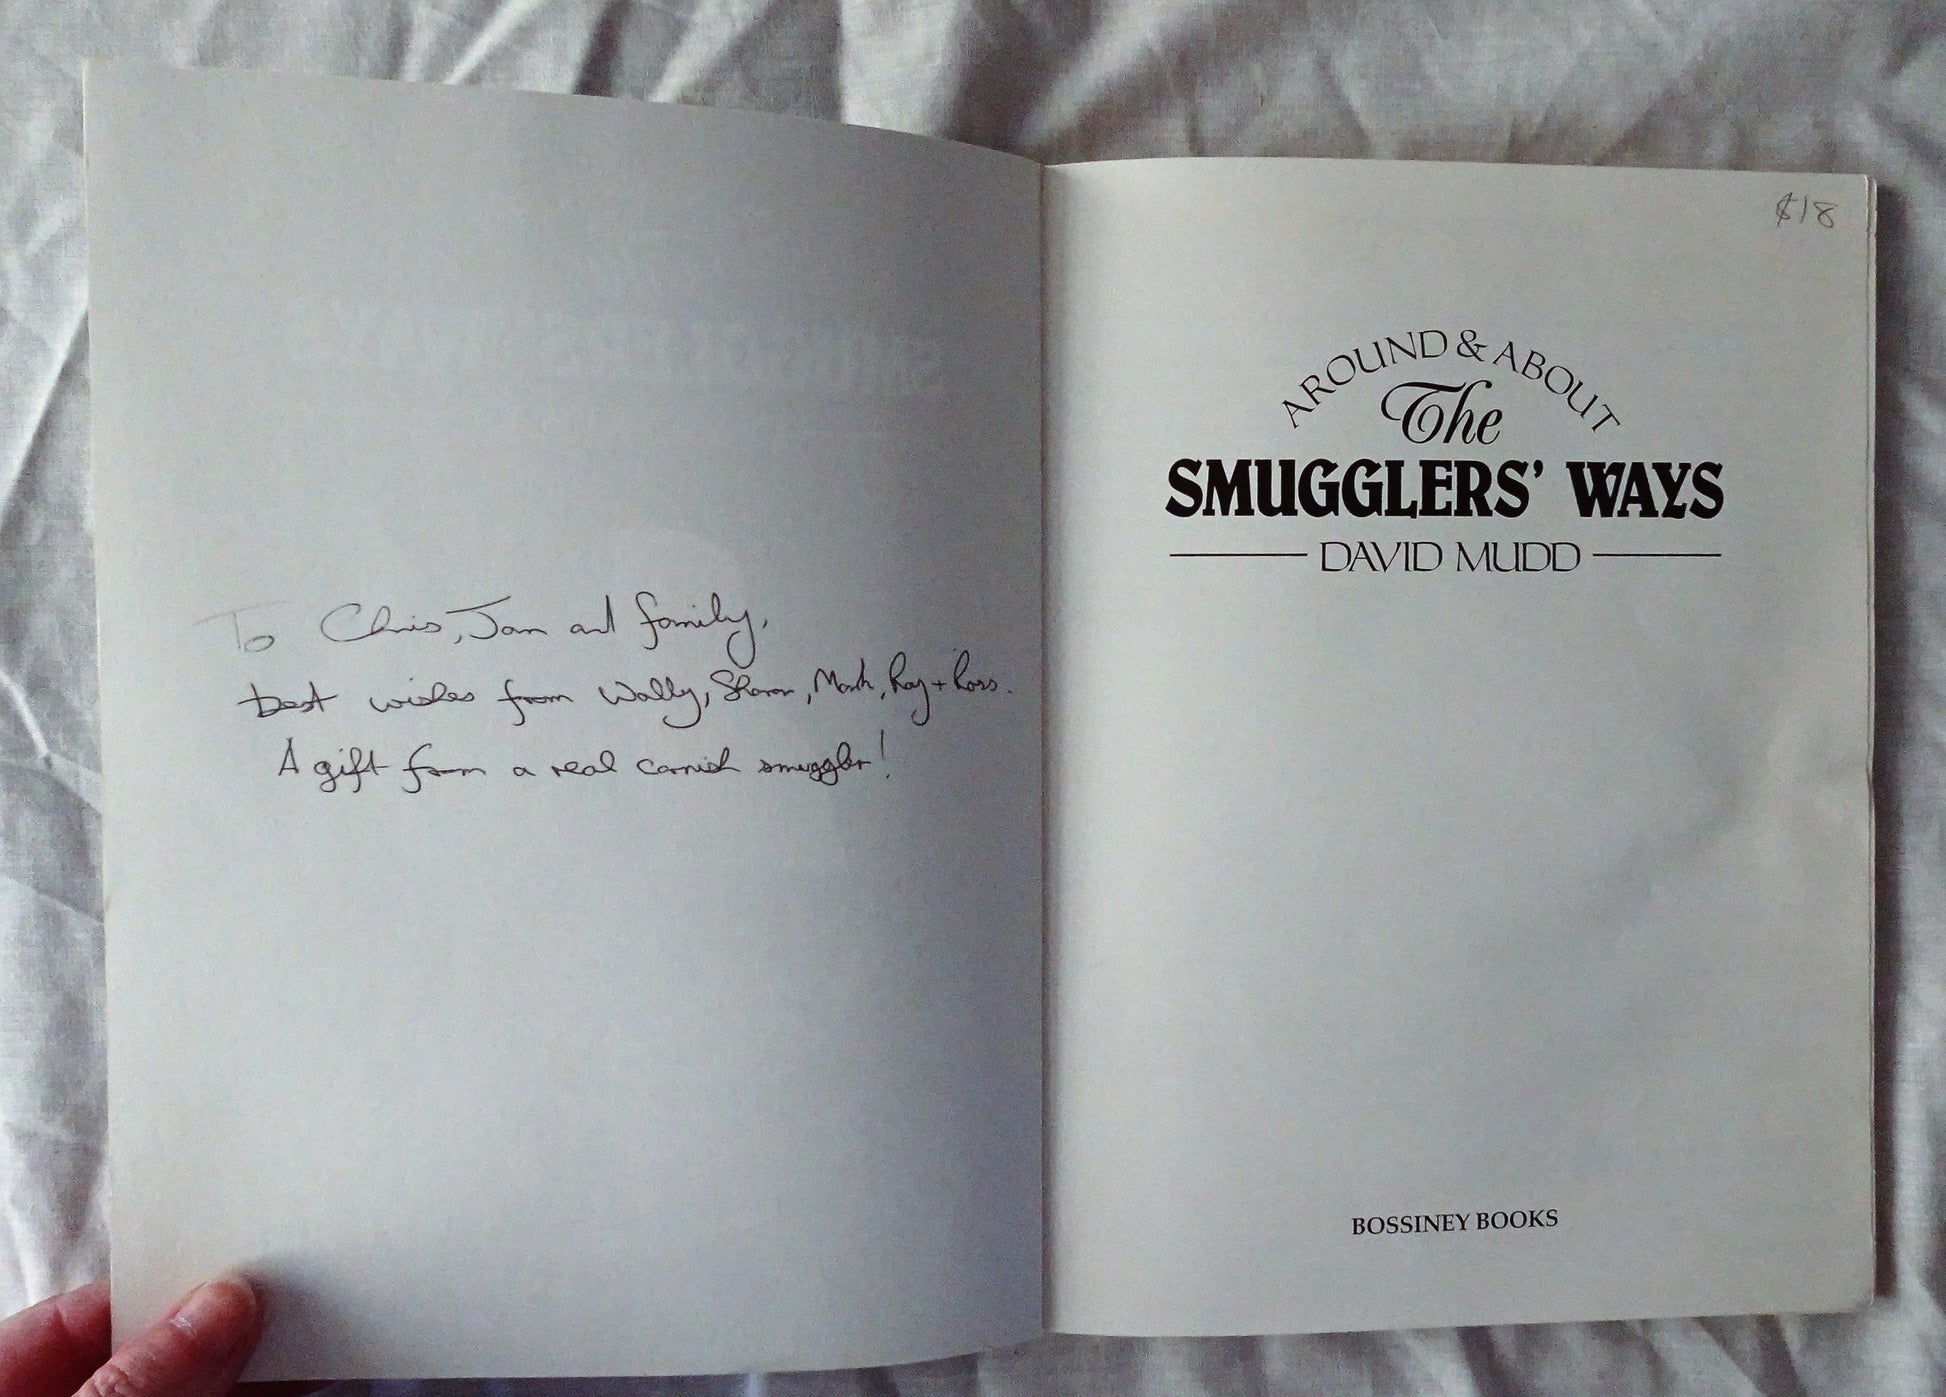 To Chris, Jan and family,
best wishes from Wally, Sharon, Mark, Ray + Ross.
A gift from a real cornish smuggler!
$18
AROUND & ABOUT
The
SMUGGLERS' WAYS
DAVID MUDD
BOSSINEY BOOKS